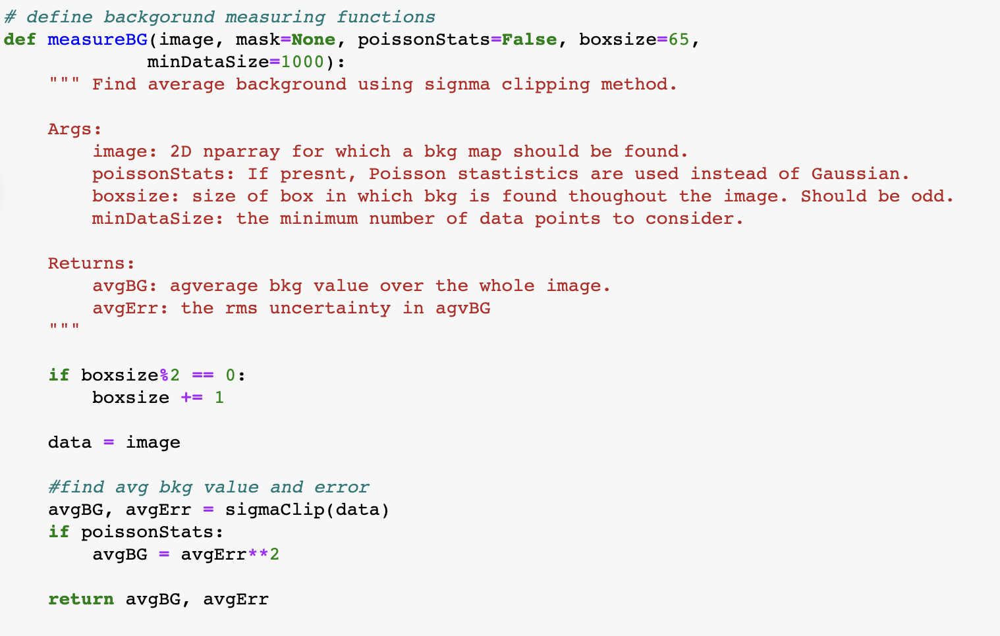 # define backgorund measuring functions
def measureBG(image, mask=None, poissonStats=False, boxsize=65,
             minDataSize=1000):
    """ Find average background using signma clipping method.

    Args:
        image: 2D nparray for which a bkg map should be found.
        poissonStats: If presnt, Poisson stastistics are used instead of Gaussian.
        boxsize: size of box in which bkg is found thoughout the image. Should be odd.
        minDataSize: the minimum number of data points to consider.

    Returns:
        avgBG: agverage bkg value over the whole image.
        avgErr: the rms uncertainty in agvBG
    """

    if boxsize%2 == 0:
        boxsize += 1

    data = image

    #find avg bkg value and error
    avgBG, avgErr = sigmaClip(data)
    if poissonStats:
        avgBG = avgErr**2

    return avgBG, avgErr